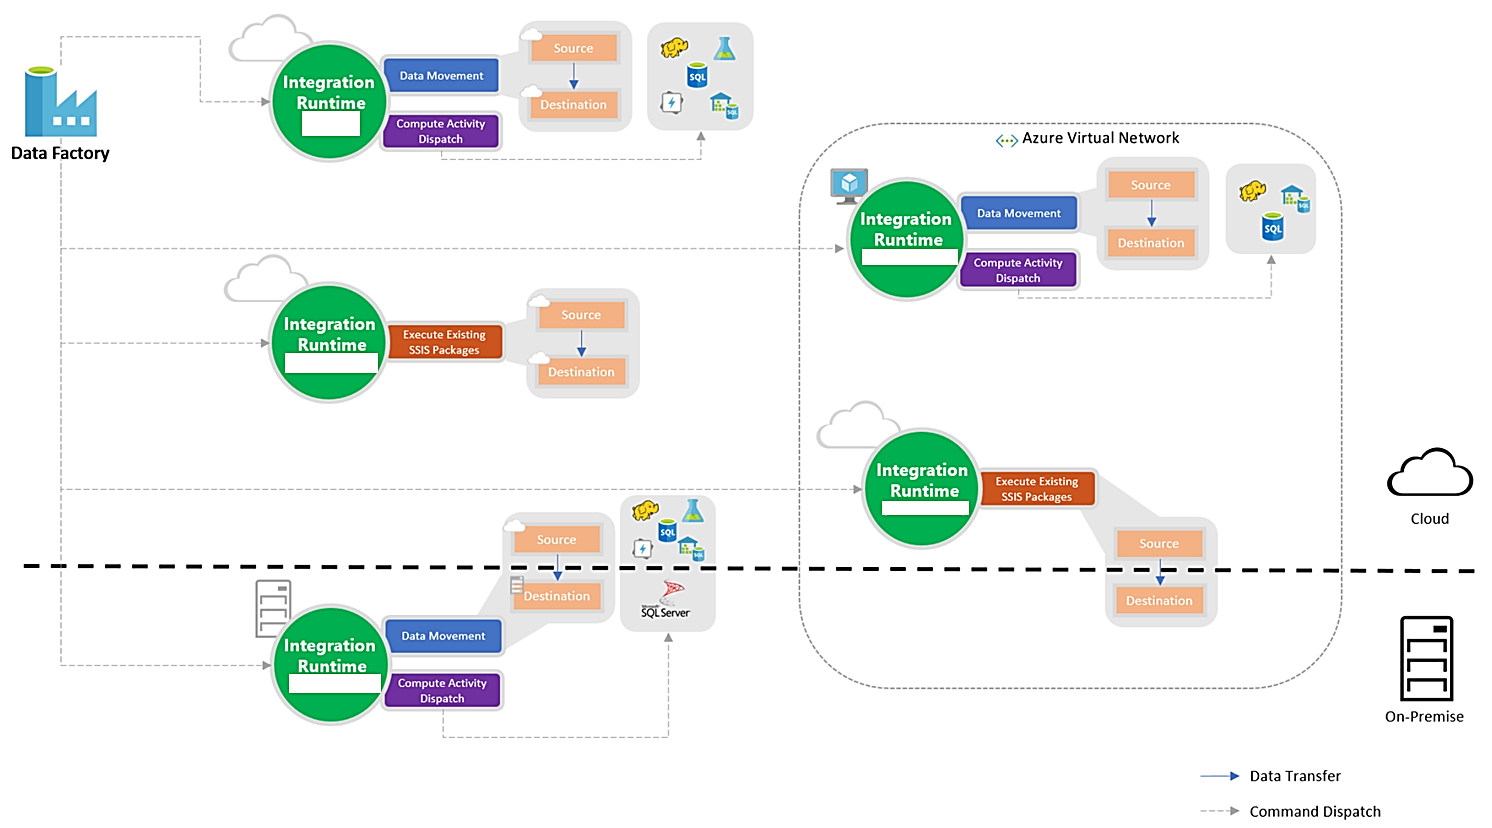 Data Factory
Integration
Runtime
Data Movement
Compute Activity
Dispatch
Source
Destination
SQL
Azure Virtual Network
Integration
Runtime
Data Movement
Compute Activity
Dispatch
Source
Destination
SQL
SQL
Integration
Runtime
Execute Existing
SSIS Packages
Source
Destination
Integration
Runtime
Execute Existing
SSIS Packages
Source
Destination
Cloud
Integration
Runtime
Data Movement
Compute Activity
Dispatch
Source
Destination
SQL
SQL Server
On-Premise
Data Transfer
Command Dispatch